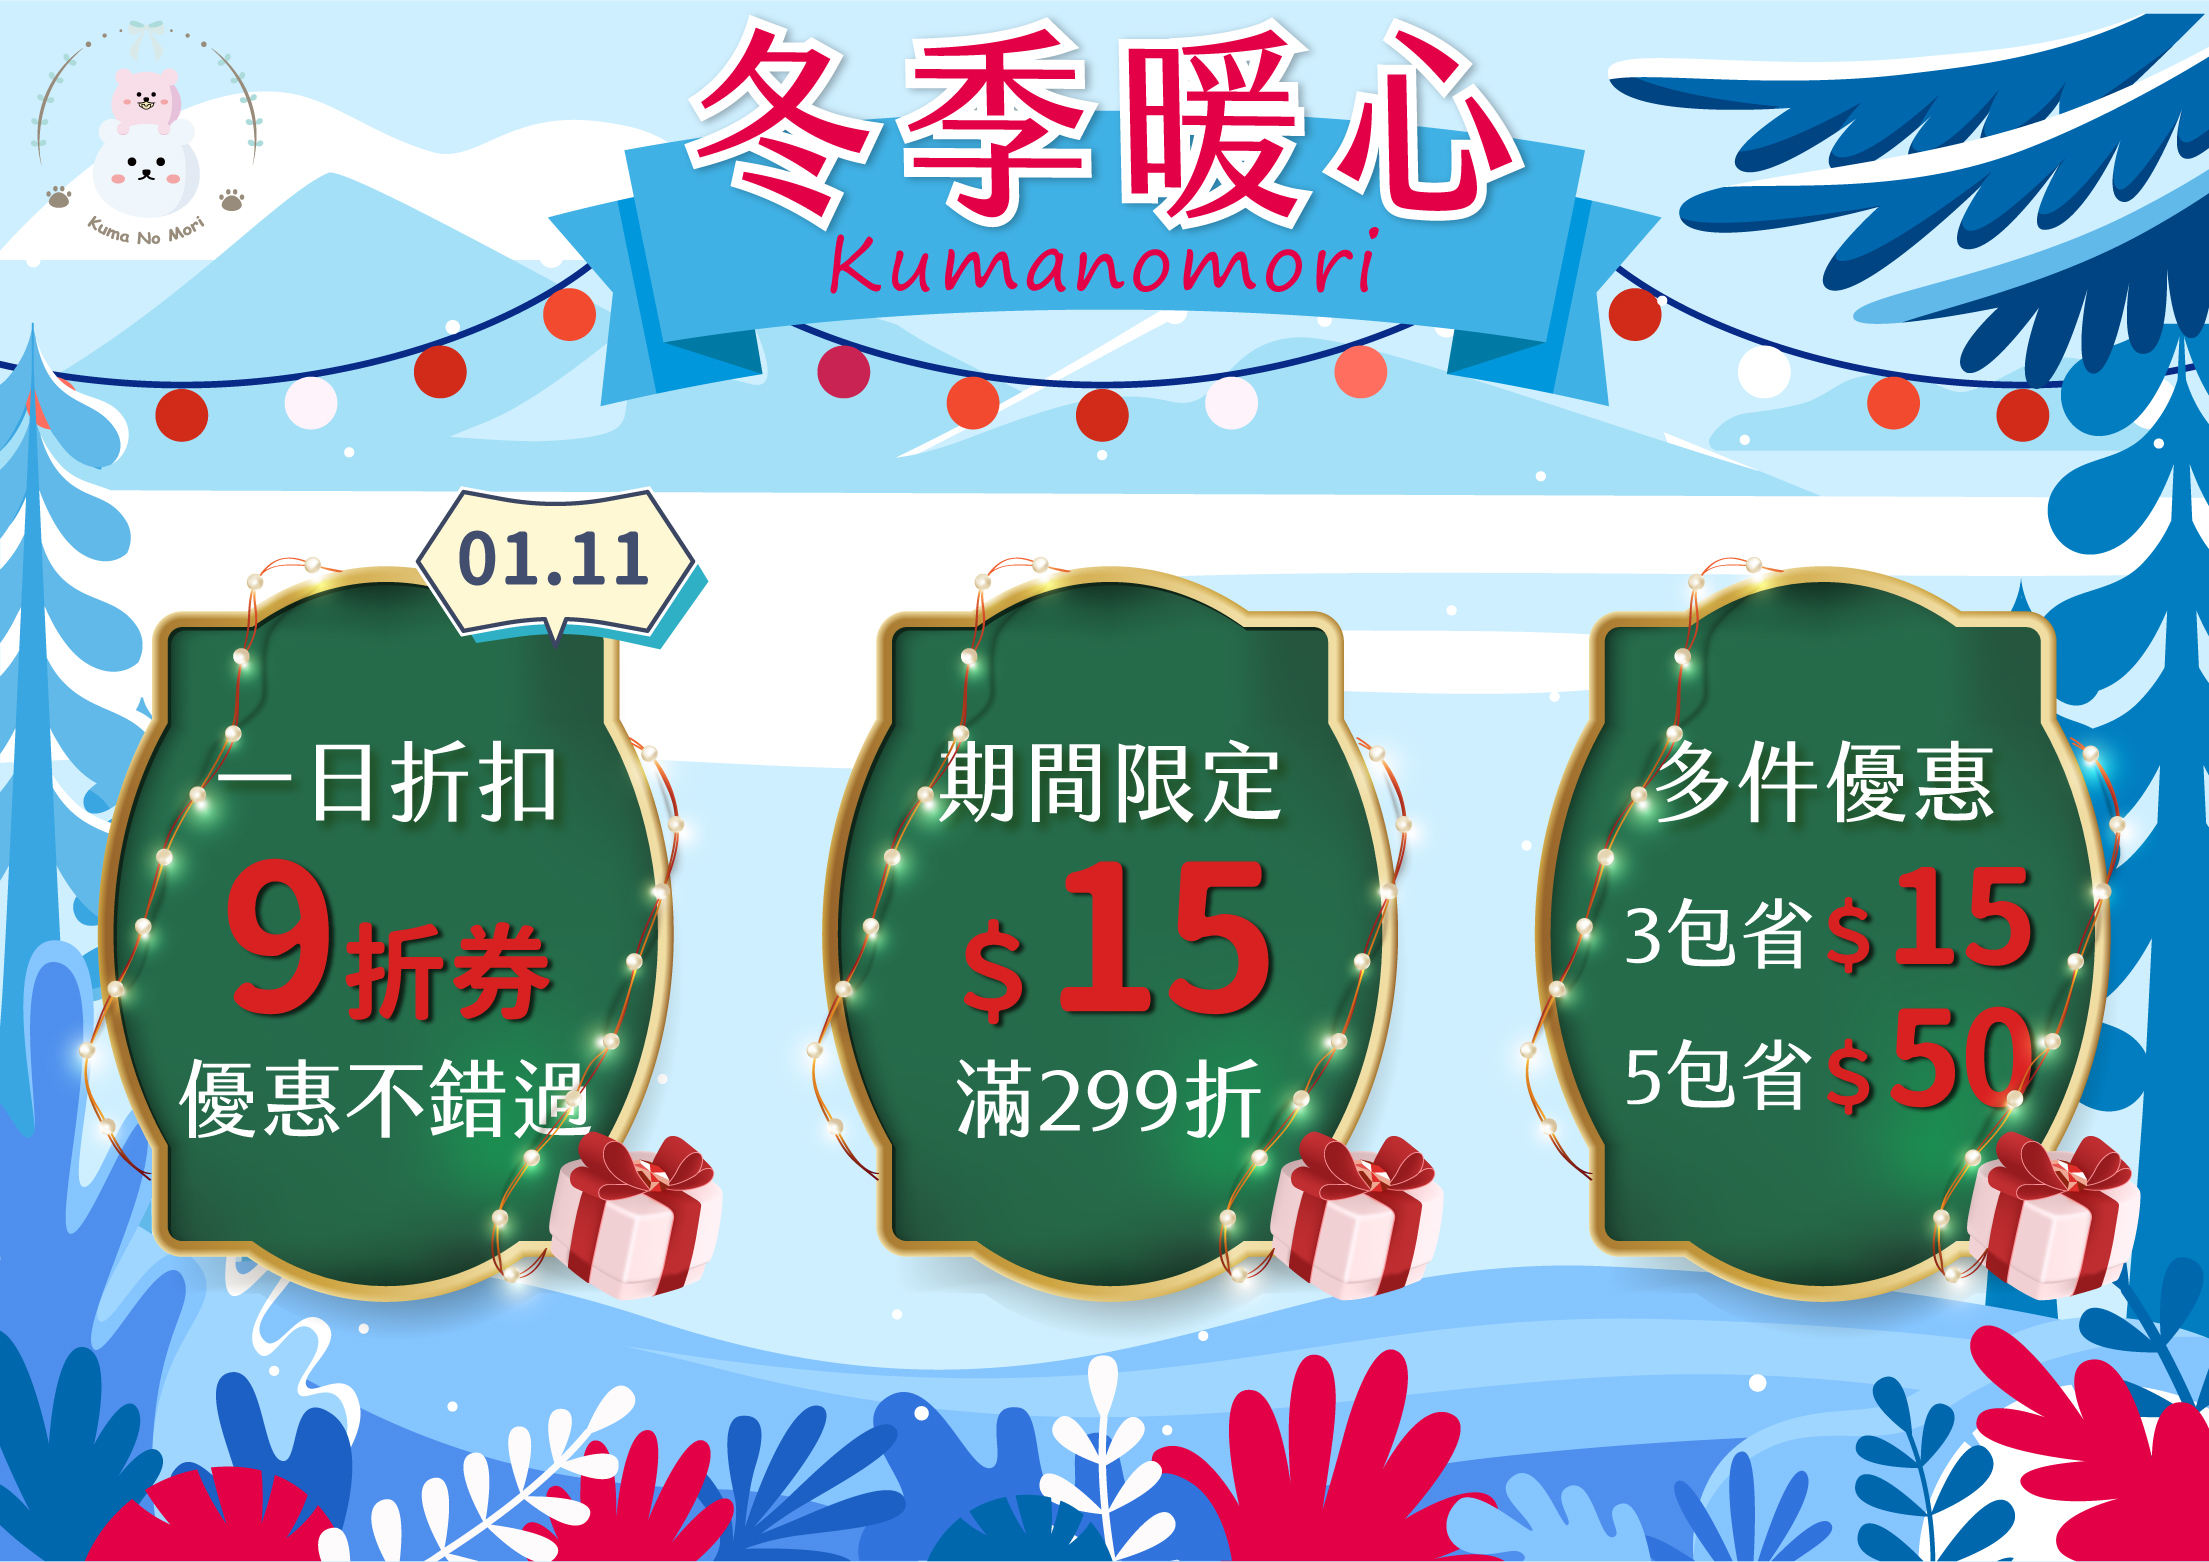 Kuma No Mori
冬季暖心
Kumanomori
01.11
一日折扣
9折券
優惠不錯過
期間限定
$15
滿299折
多件優惠
3包省$15
5包省$50